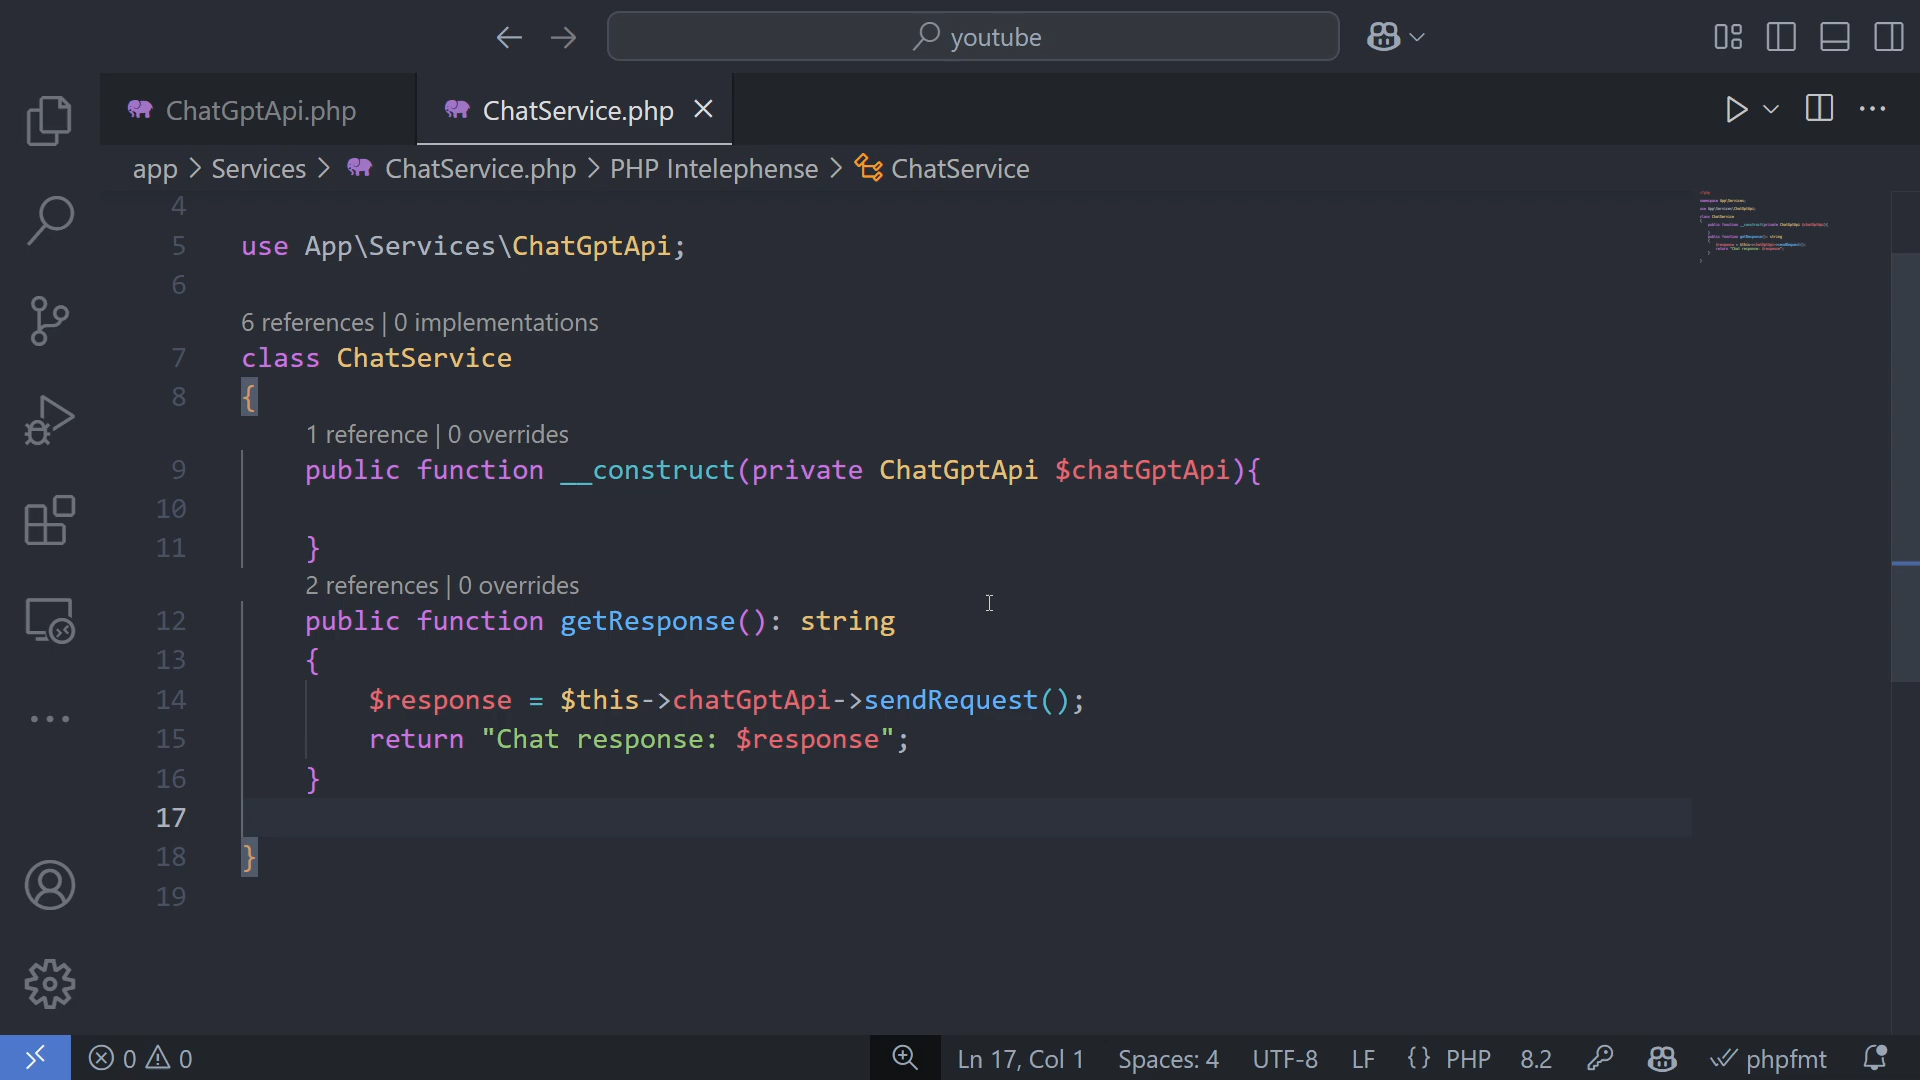 youtube
ChatGptApi.php
ChatService.php
app > Services > ChatService.php > PHP Intelephense > ChatService
4
5 use App\Services\ChatGptApi;
6
6 references | 0 implementations
7 class ChatService
8 {
1 reference | 0 overrides
9 public function __construct(private ChatGptApi $chatGptApi){
10
11 }
2 references | 0 overrides
12 public function getResponse(): string
13 {
14 $response = $this->chatGptApi->sendRequest();
15 return "Chat response: $response";
16 }
17
18 }
19
0 0 Ln 17, Col 1 Spaces: 4 UTF-8 LF {} PHP 8.2 phpfmt